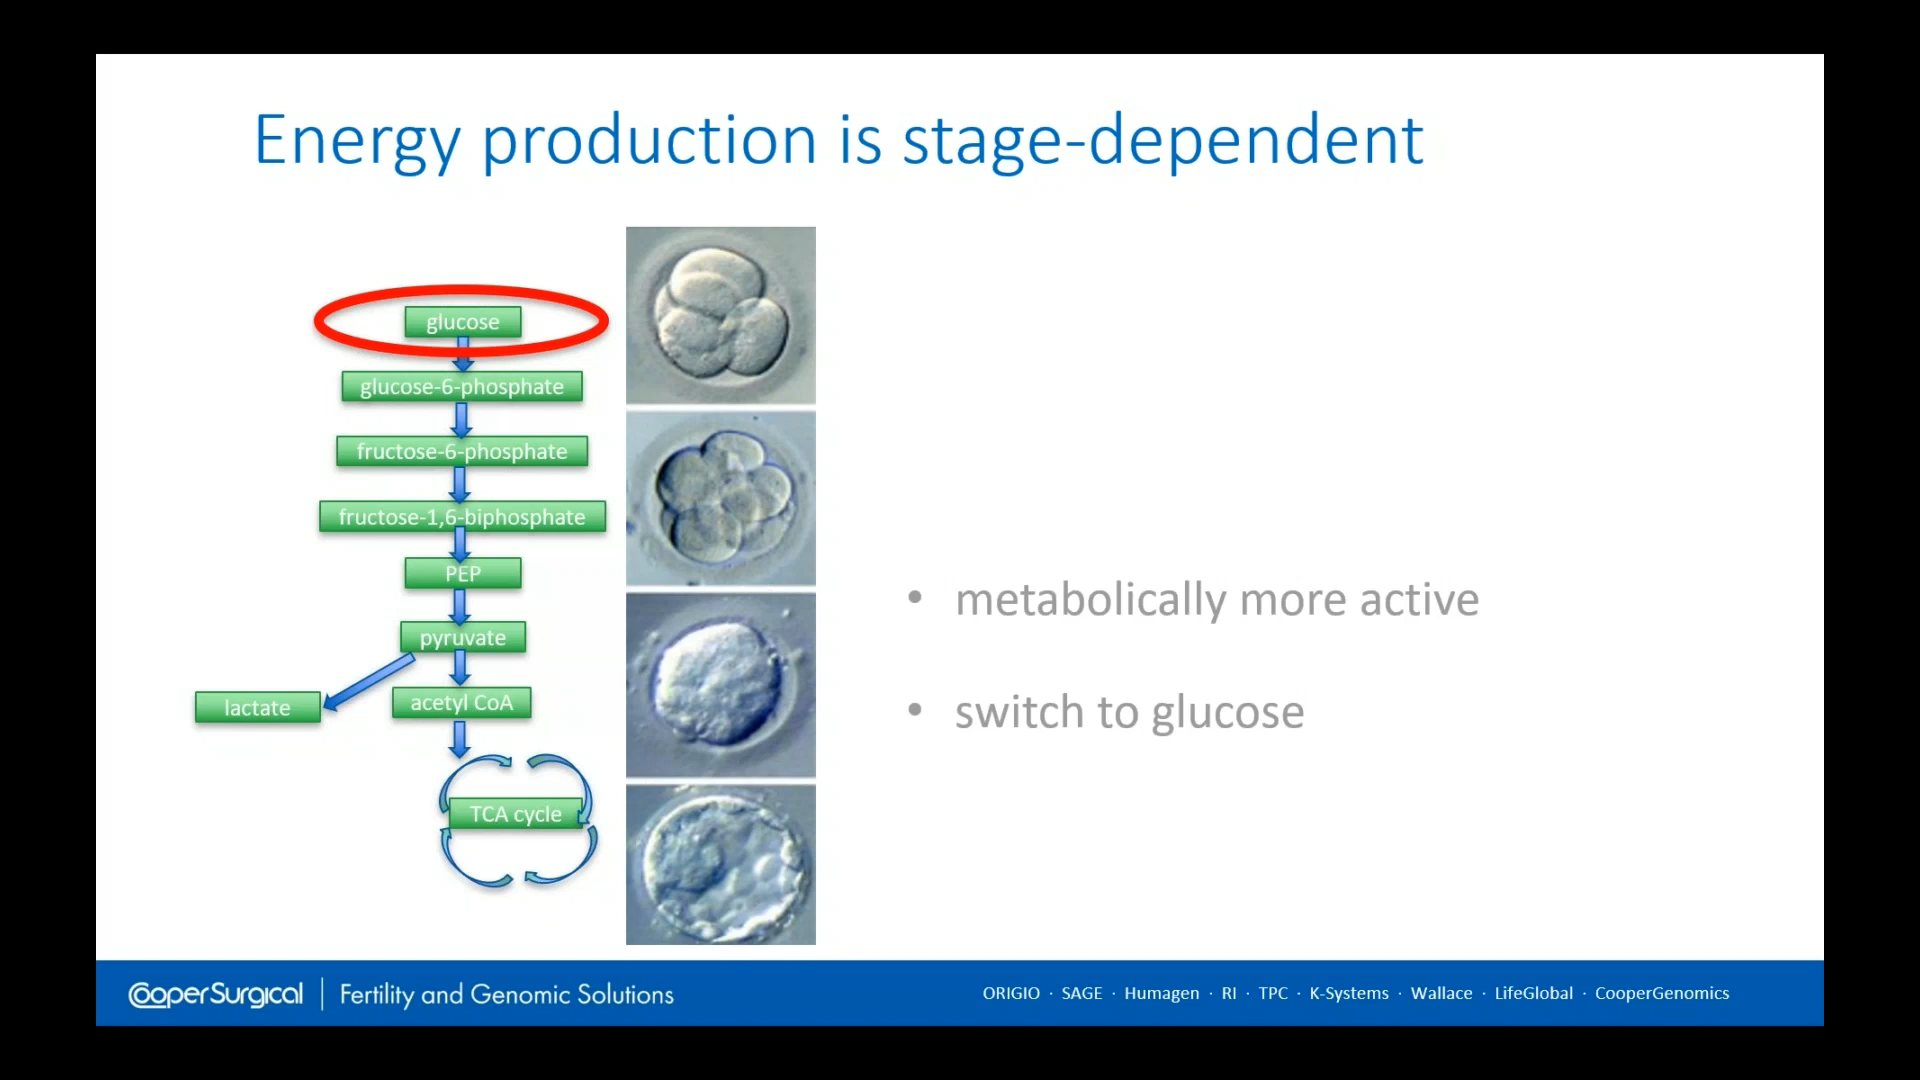 Energy production is stage-dependent
glucose
glucose-6-phosphate
fructose-6-phosphate
fructose-1,6-biphosphate
PEP
pyruvate
lactate
acetyl CoA
TCA cycle
• metabolically more active
• switch to glucose
CooperSurgical | Fertility and Genomic Solutions
ORIGIO · SAGE · Humagen · RI · TPC · K-Systems · Wallace · LifeGlobal · CooperGenomics